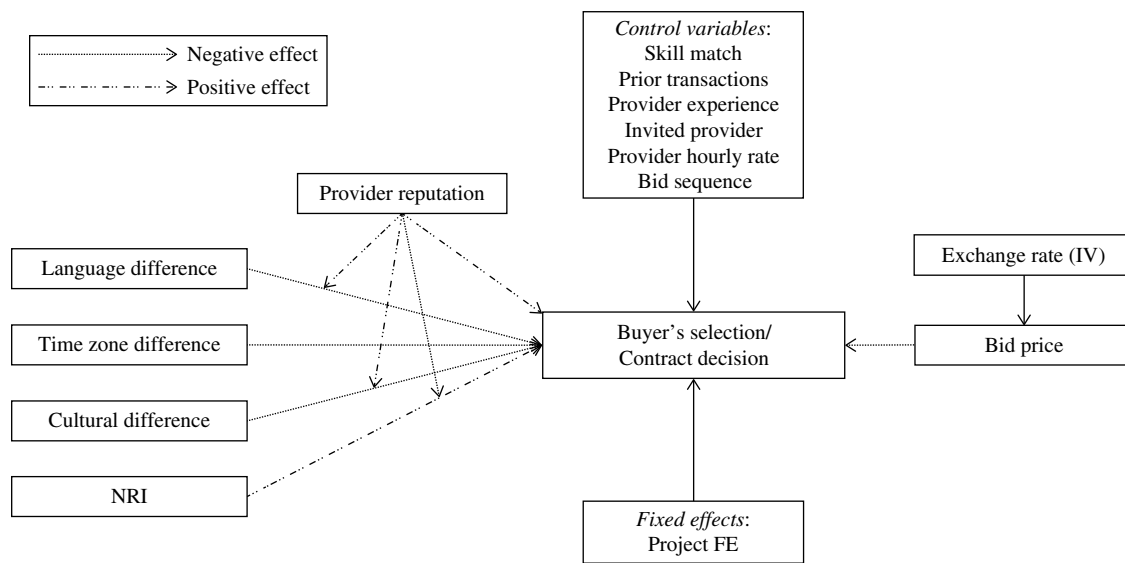 Negative effect
Positive effect
Control variables:
Skill match
Prior transactions
Provider experience
Invited provider
Provider hourly rate
Bid sequence
Provider reputation
Language difference
Time zone difference
Cultural difference
NRI
Buyer's selection/
Contract decision
Exchange rate (IV)
Bid price
Fixed effects:
Project FE